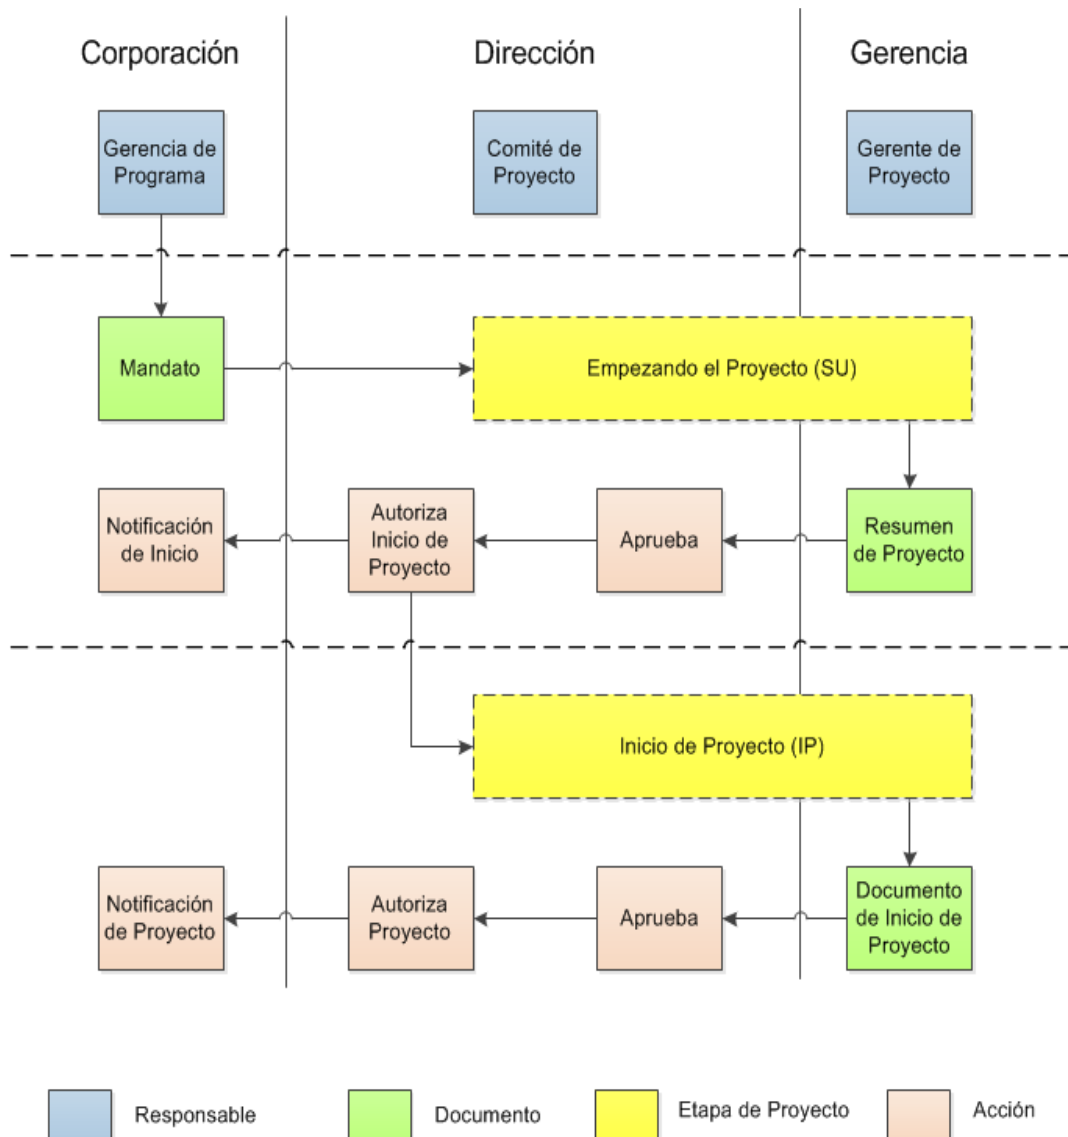 Corporación
Dirección
Gerencia
Gerencia de
Programa
Comité de
Proyecto
Gerente de
Proyecto
Mandato
Empezando el Proyecto (SU)
Notificación
de Inicio
Autoriza
Inicio de
Proyecto
Aprueba
Resumen
de Proyecto
Inicio de Proyecto (IP)
Notificación
de Proyecto
Autoriza
Proyecto
Aprueba
Documento
de Inicio de
Proyecto
Responsable
Documento
Etapa de Proyecto
Acción